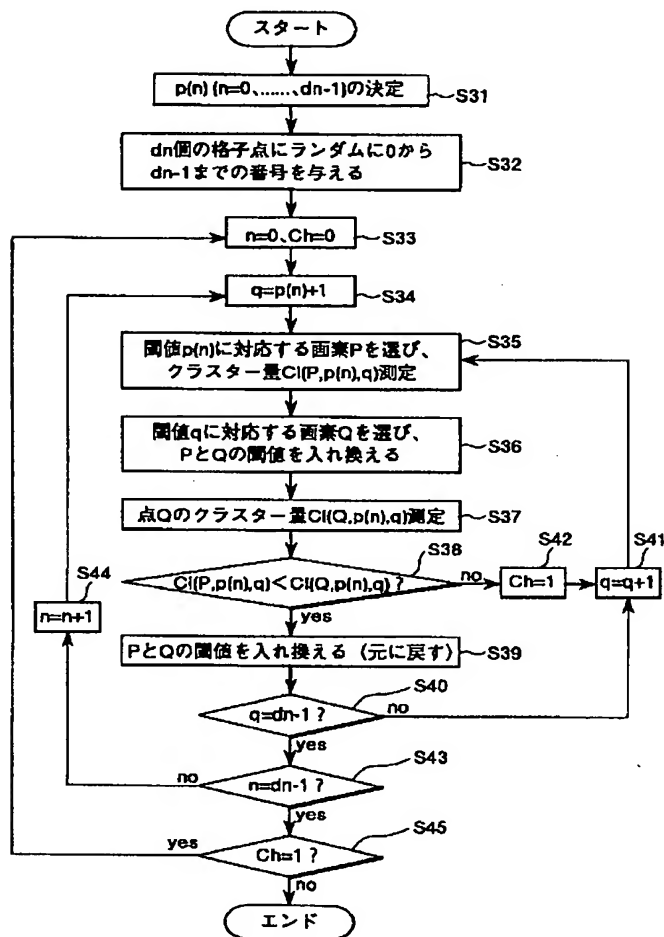 スタート
p(n) {n=0、……、dn-1}の決定
S31
dn個の格子点にランダムに0から
dn-1までの番号を与える
S32
n=0、Ch=0
S33
q=p(n)+1
S34
閾値p(n)に対応する画素Pを選び、
クラスター量Cl(P,p(n),q)測定
S35
閾値qに対応する画素Qを選び、
PとQの閾値を入れ換える
S36
点Qのクラスター量Cl(Q,p(n),q)測定
S37
Cl(P,p(n),q)<Cl(Q,p(n),q) ?
S38
no
Ch=1
S42
q=q+1
S41
yes
n=n+1
S44
PとQの閾値を入れ換える (元に戻す)
S39
q=dn-1 ?
S40
no
yes
n=dn-1 ?
S43
no
yes
Ch=1 ?
S45
yes
no
エンド